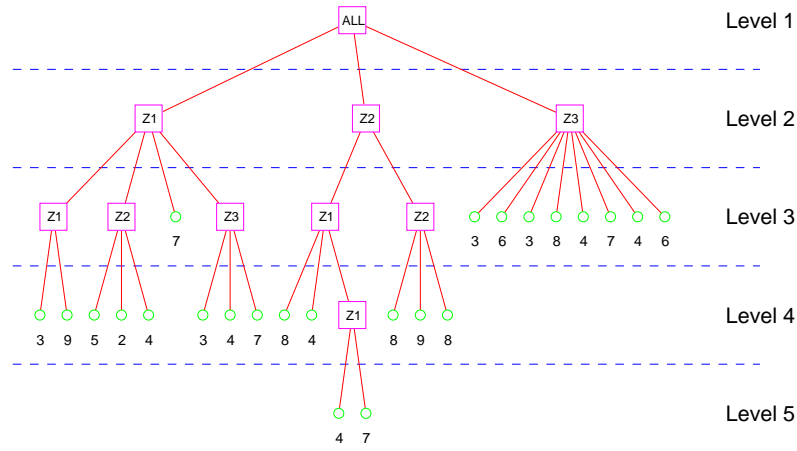 ALL Level 1
Z1 Z2 Z3 Level 2
Z1 Z2 Z3 Z1 Z2 Level 3
7 3 6 3 8 4 7 4 6
Z1 Level 4
3 9 5 2 4 3 4 7 8 4 8 9 8
Level 5
4 7